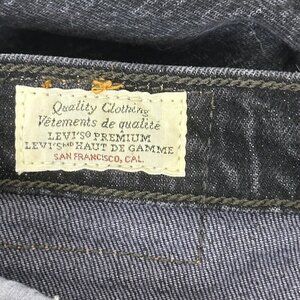 Quality Clothing
Vêtements de qualité
LEVI'S® PREMIUM
LEVI'S MD HAUT DE GAMME
SAN FRANCISCO, CAL.